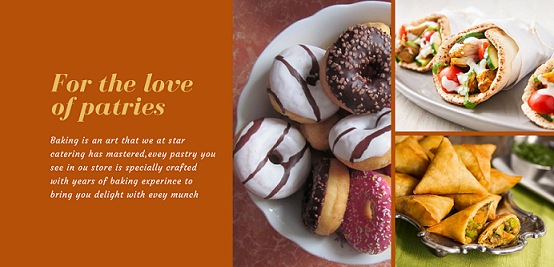 For the love
of patries
Baking is an art that we at star
catering has mastered,evey pastry you
see in ou store is specially crafted
with years of baking experince to
bring you delight with evey munch